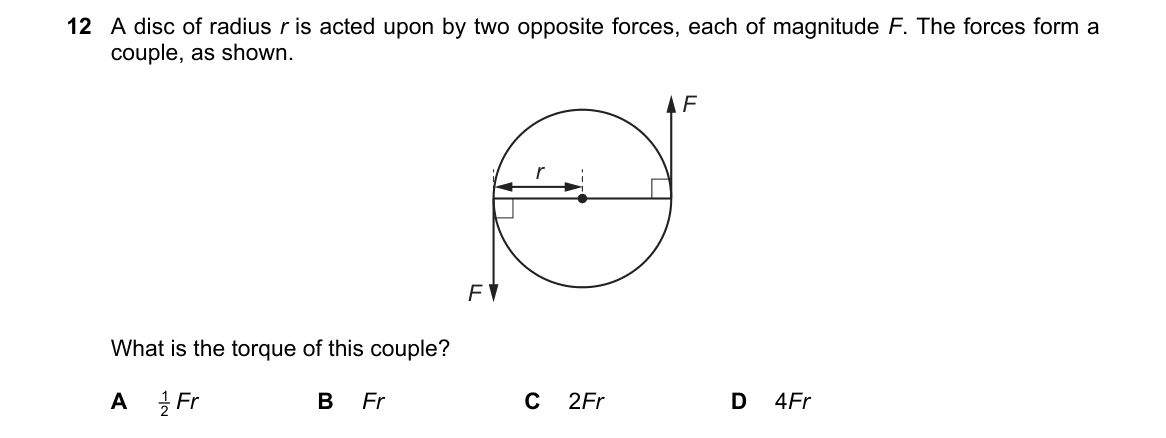 12 A disc of radius r is acted upon by two opposite forces, each of magnitude F. The forces form a
couple, as shown.
F
r
F
What is the torque of this couple?
A ½ Fr B Fr C 2Fr D 4Fr